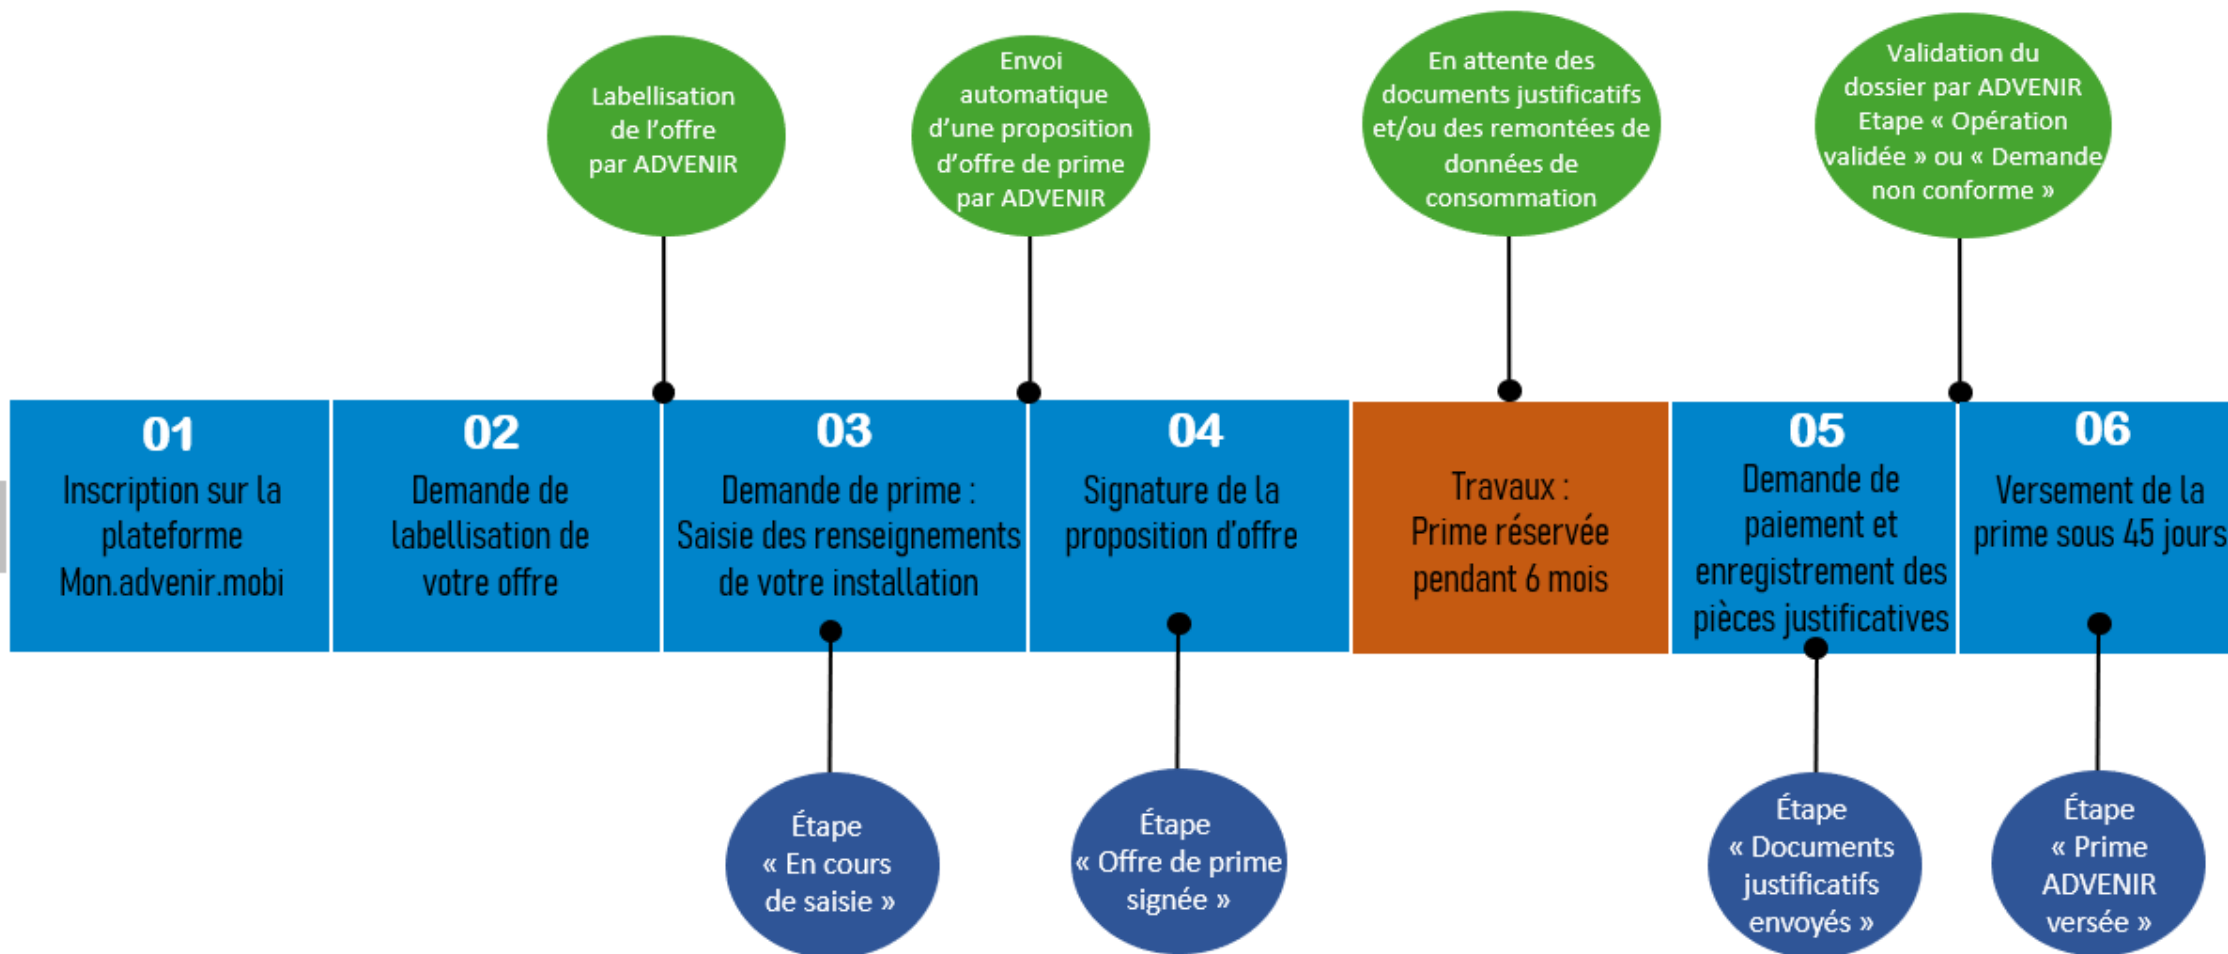 Labellisation
de l’offre
par ADVENIR
Envoi
automatique
d’une proposition
d’offre de prime
par ADVENIR
En attente des
documents justificatifs
et/ou des remontées de
données de
consommation
Validation du
dossier par ADVENIR
Etape « Opération
validée » ou « Demande
non conforme »
01
Inscription sur la
plateforme
Mon.advenir.mobi
02
Demande de
labellisation de
votre offre
03
Demande de prime :
Saisie des renseignements
de votre installation
04
Signature de la
proposition d’offre
Travaux :
Prime réservée
pendant 6 mois
05
Demande de
paiement et
enregistrement des
pièces justificatives
06
Versement de la
prime sous 45 jours
Étape
« En cours
de saisie »
Étape
« Offre de prime
signée »
Étape
« Documents
justificatifs
envoyés »
Étape
« Prime
ADVENIR
versée »